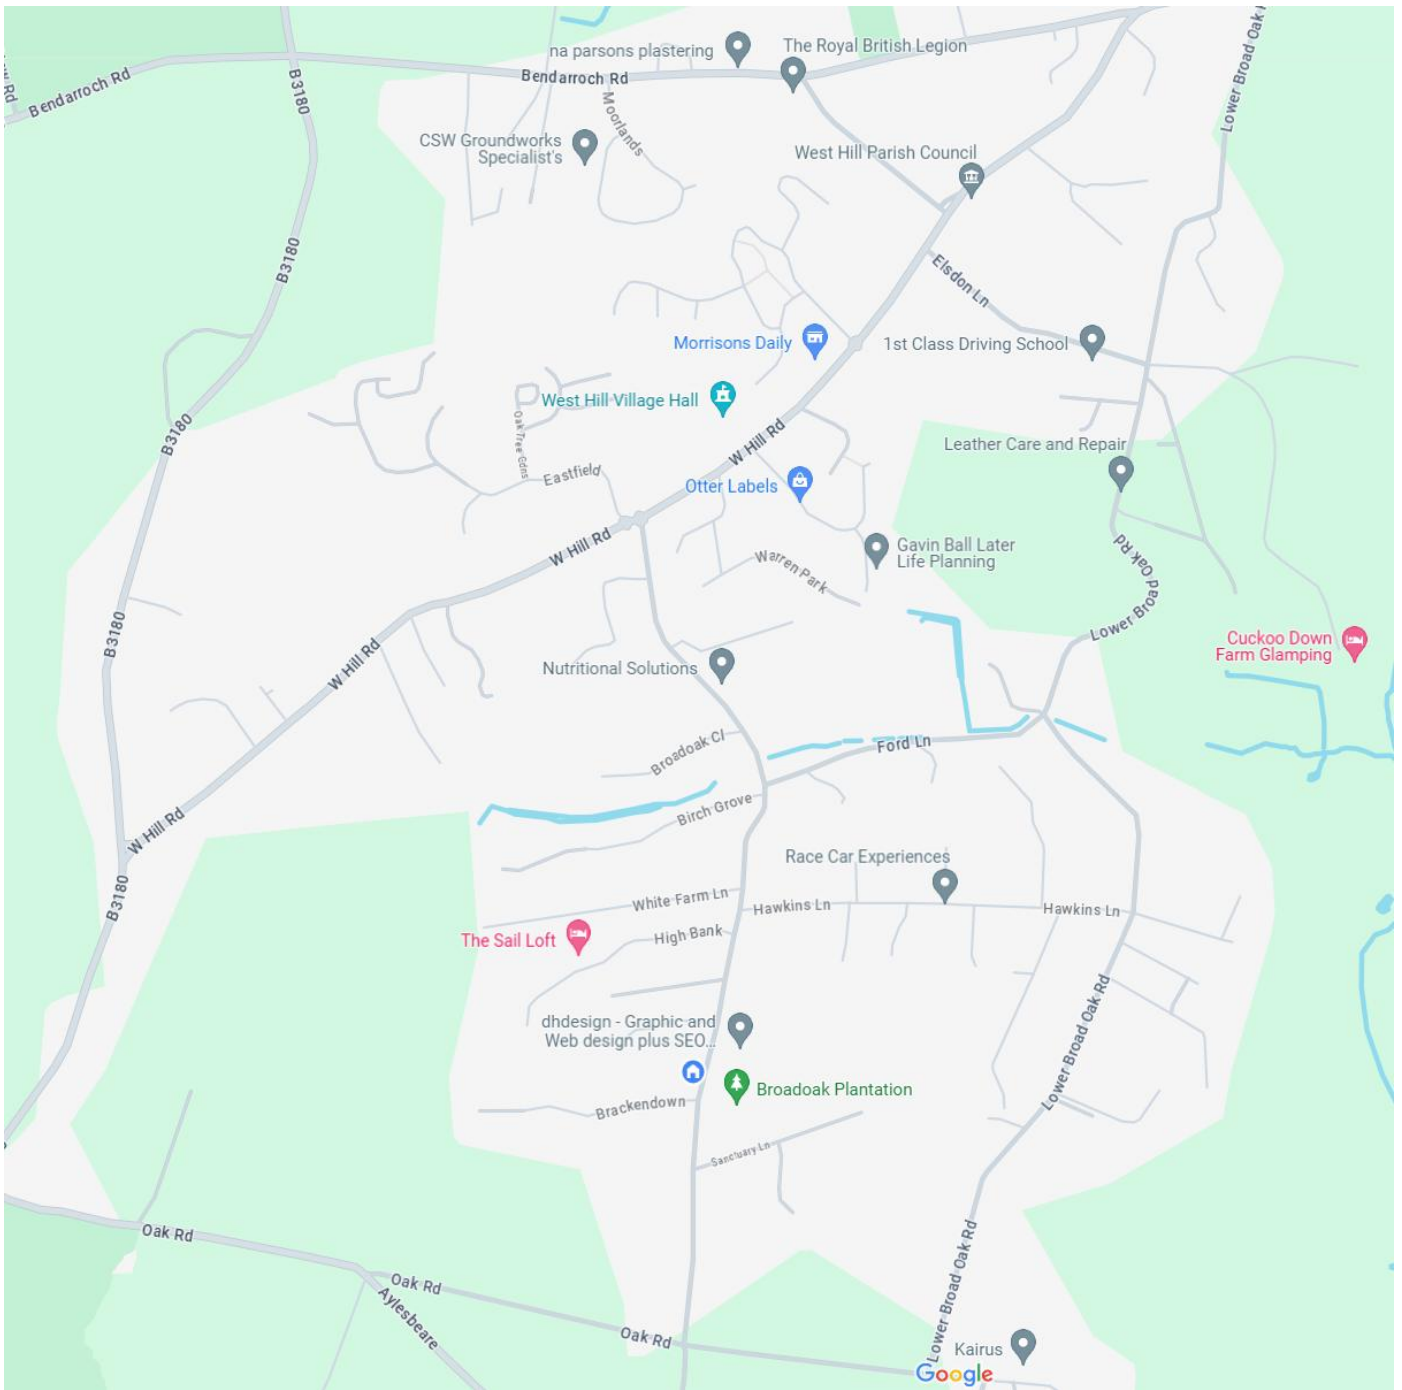 Bendarroch Rd
B3180
na parsons plastering
The Royal British Legion
Bendarroch Rd
Moorlands
Lower Broad Oak
CSW Groundworks
Specialist's
West Hill Parish Council
B3180
Elsdon Ln
Morrisons Daily
1st Class Driving School
West Hill Village Hall
Oak Tree Gdns
B3180
W Hill Rd
Leather Care and Repair
Eastfield
Otter Labels
W Hill Rd
Gavin Ball Later
Life Planning
Warren Park
Lower Broad Oak Rd
B3180
W Hill Rd
Cuckoo Down
Farm Glamping
Nutritional Solutions
Broadoak Cl
Ford Ln
Birch Grove
W Hill Rd
Race Car Experiences
B3180
White Farm Ln
Hawkins Ln
Hawkins Ln
High Bank
The Sail Loft
dhdesign - Graphic and
Web design plus SEO...
Lower Broad Oak Rd
Broadoak Plantation
Brackendown
Sanctuary Ln
Oak Rd
Oak Rd
Aylesbeare
Oak Rd
Lower Broad Oak Rd
Kairus
Google